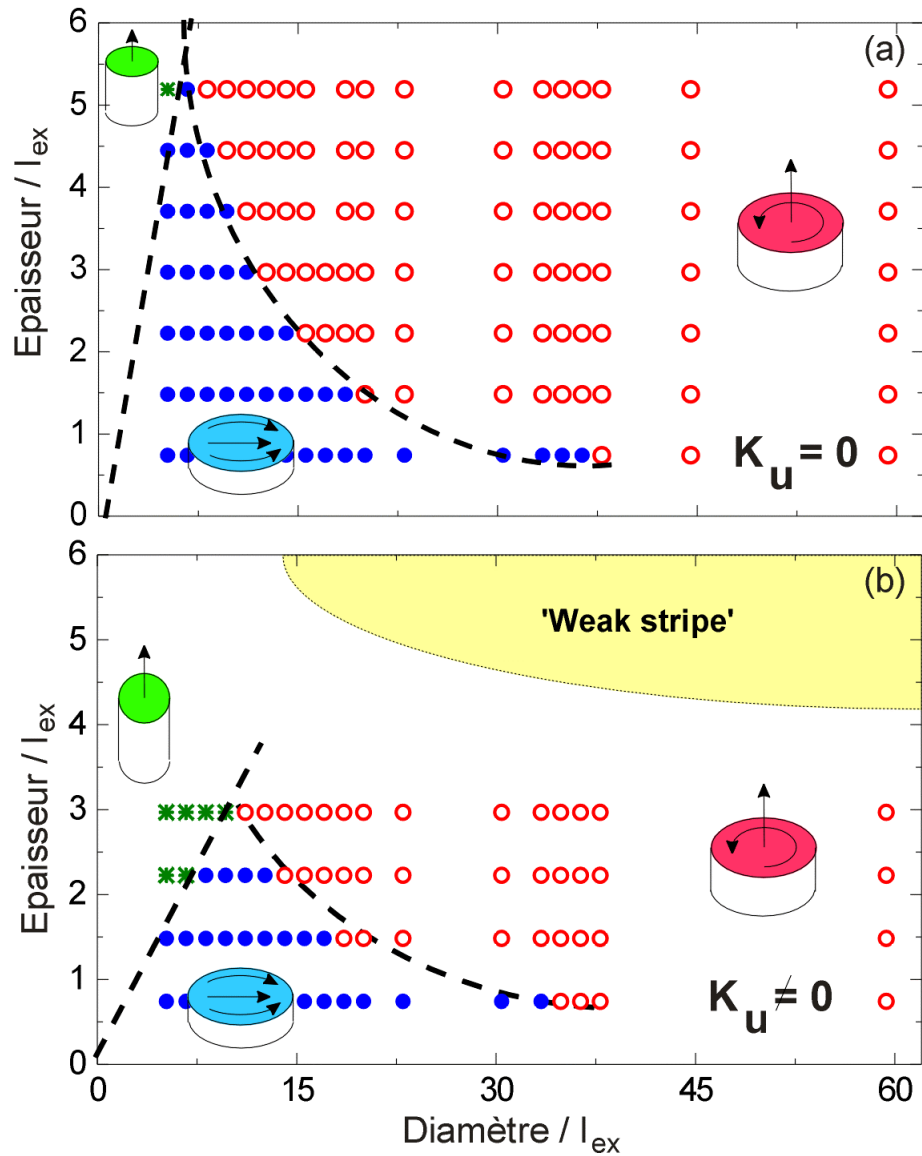 (a)
6
5
4
3
2
1
0
Epaisseur / l_ex
K_u = 0
(b)
6
5
4
3
2
1
0
Epaisseur / l_ex
'Weak stripe'
K_u ≠ 0
0 15 30 45 60
Diamètre / l_ex